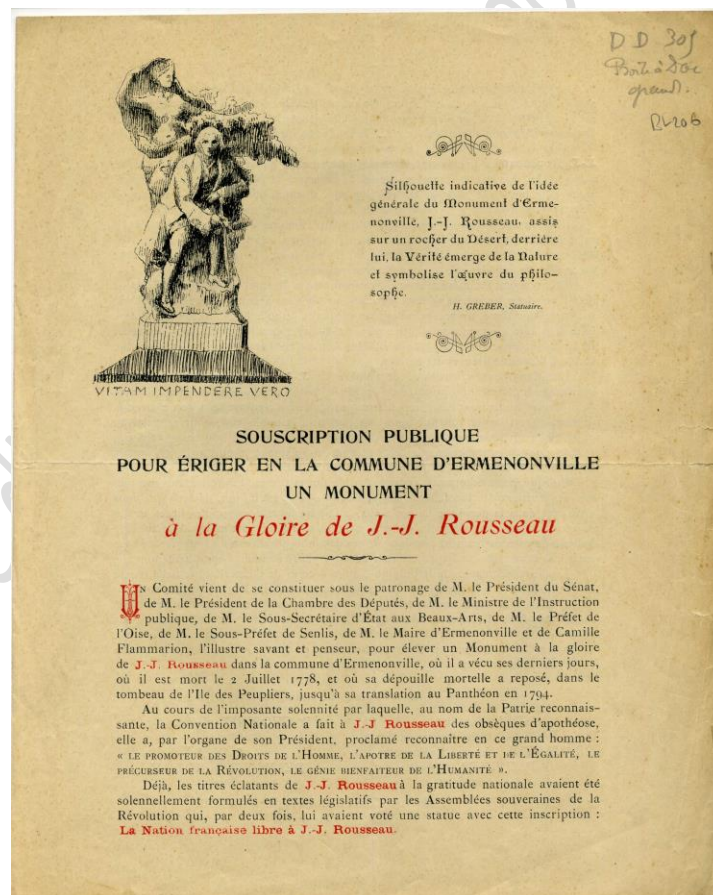 D D 305
Boîte à Doc
grand.
Silhouette indicative de l'idée
générale du Monument d'Erme-
nonville, J.-J. Rousseau, assis
sur un rocher du Désert, derrière
lui, la Vérité émerge de la Nature
et symbolise l'œuvre du philo-
sophe.
H. GREBER, Statuaire.
VITAM IMPENDERE VERO
SOUSCRIPTION PUBLIQUE
POUR ÉRIGER EN LA COMMUNE D'ERMENONVILLE
UN MONUMENT
à la Gloire de J.-J. Rousseau
Un Comité vient de se constituer sous le patronage de M. le Président du Sénat,
de M. le Président de la Chambre des Députés, de M. le Ministre de l'Instruction
publique, de M. le Sous-Secrétaire d'État aux Beaux-Arts, de M. le Préfet de
l'Oise, de M. le Sous-Préfet de Senlis, de M. le Maire d'Ermenonville et de Camille
Flammarion, l'illustre savant et penseur, pour élever un Monument à la gloire
de J.-J. Rousseau dans la commune d'Ermenonville, où il a vécu ses derniers jours,
où il est mort le 2 Juillet 1778, et où sa dépouille mortelle a reposé, dans le
tombeau de l'Ile des Peupliers, jusqu'à sa translation au Panthéon en 1794.
Au cours de l'imposante solennité par laquelle, au nom de la Patrie reconnais-
sante, la Convention Nationale a fait à J.-J Rousseau des obsèques d'apothéose,
elle a, par l'organe de son Président, proclamé reconnaître en ce grand homme :
« LE PROMOTEUR DES DROITS DE L'HOMME, L'APOTRE DE LA LIBERTÉ ET DE L'ÉGALITÉ, LE
PRÉCURSEUR DE LA RÉVOLUTION, LE GÉNIE BIENFAITEUR DE L'HUMANITÉ ».
Déjà, les titres éclatants de J.-J. Rousseau à la gratitude nationale avaient été
solennellement formulés en textes législatifs par les Assemblées souveraines de la
Révolution qui, par deux fois, lui avaient voté une statue avec cette inscription :
La Nation française libre à J.-J. Rousseau.